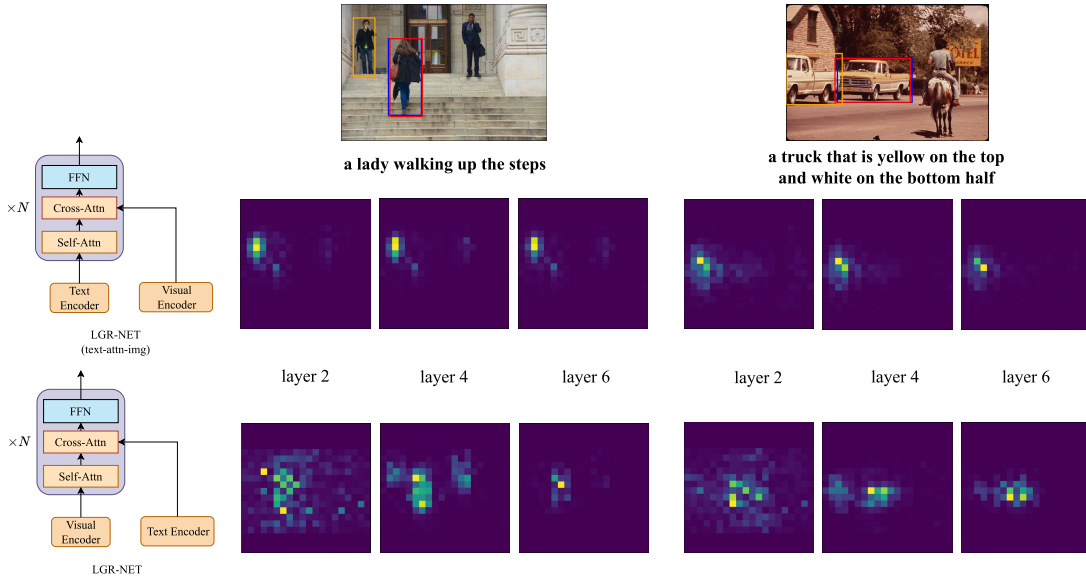 a lady walking up the steps
a truck that is yellow on the top
and white on the bottom half
FFN
×N
Cross-Attn
Self-Attn
Text
Encoder
Visual
Encoder
LGR-NET
(text-attn-img)
layer 2
layer 4
layer 6
layer 2
layer 4
layer 6
FFN
×N
Cross-Attn
Self-Attn
Visual
Encoder
Text Encoder
LGR-NET